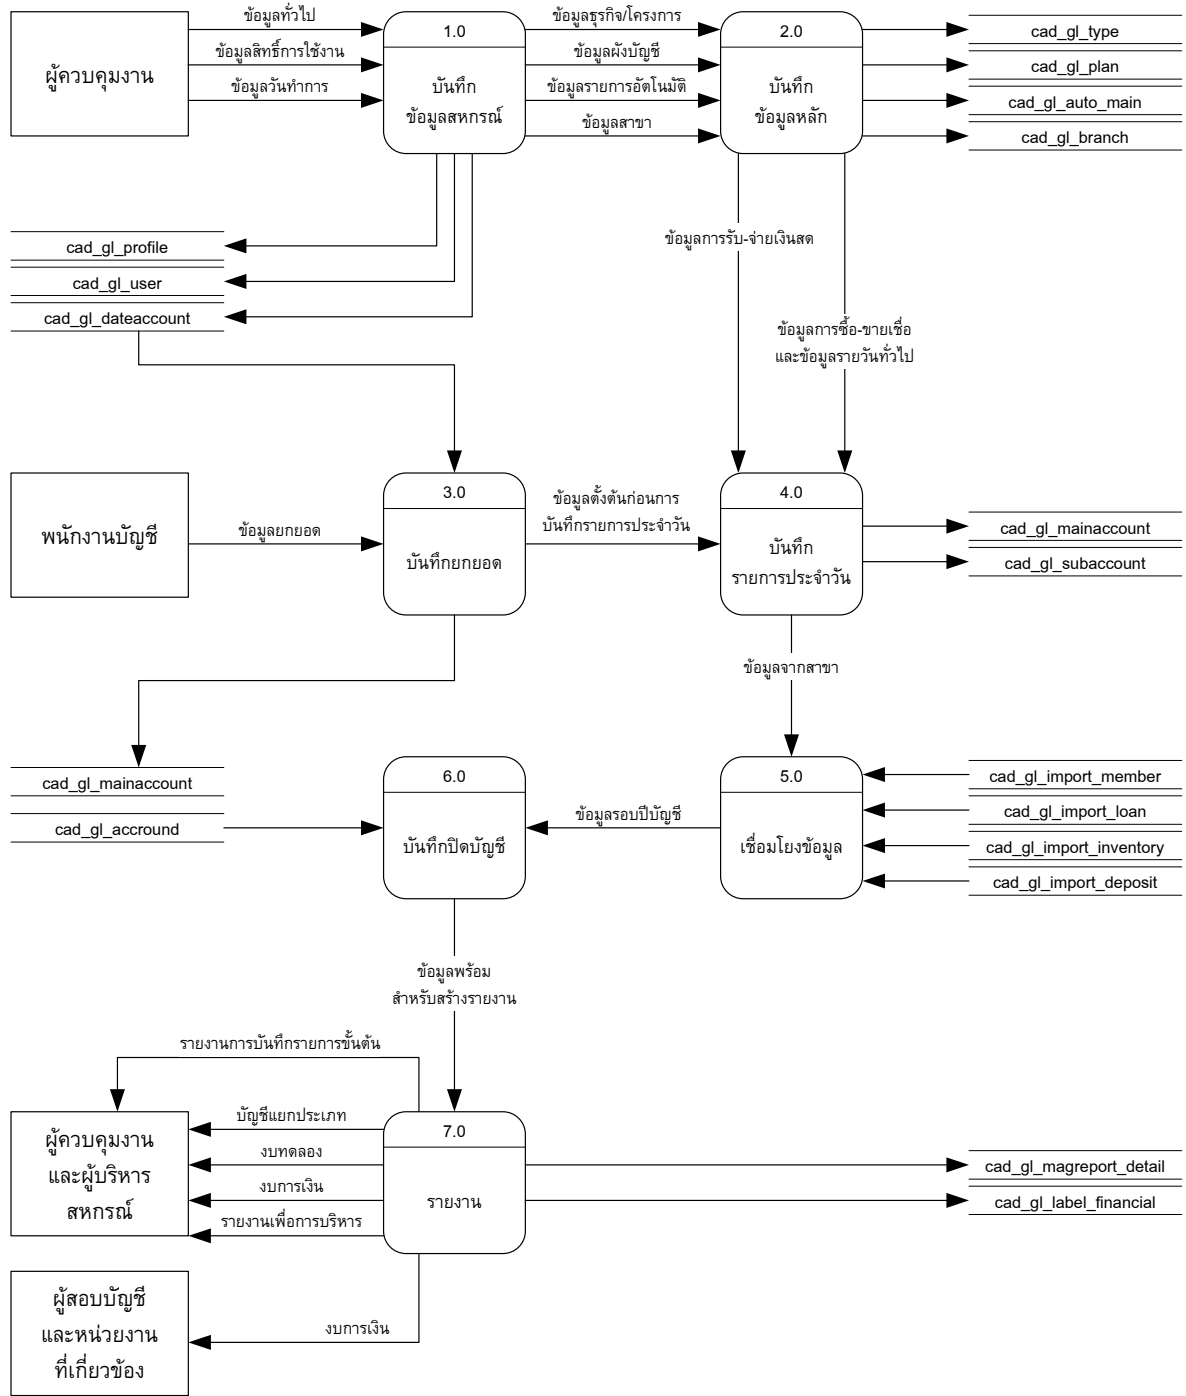 ข้อมูลทั่วไป
ข้อมูลสิทธิ์การใช้งาน
ข้อมูลวันทำการ
ผู้ควบคุมงาน
1.0
บันทึก
ข้อมูลสหกรณ์
ข้อมูลธุรกิจ/โครงการ
ข้อมูลผังบัญชี
ข้อมูลรายการอัตโนมัติ
ข้อมูลสาขา
2.0
บันทึก
ข้อมูลหลัก
cad_gl_type
cad_gl_plan
cad_gl_auto_main
cad_gl_branch
cad_gl_profile
cad_gl_user
cad_gl_dateaccount
ข้อมูลการรับ-จ่ายเงินสด
ข้อมูลการซื้อ-ขายเชื่อ
และข้อมูลรายวันทั่วไป
พนักงานบัญชี
ข้อมูลยกยอด
3.0
บันทึกยกยอด
ข้อมูลตั้งต้นก่อนการ
บันทึกรายการประจำวัน
4.0
บันทึก
รายการประจำวัน
cad_gl_mainaccount
cad_gl_subaccount
ข้อมูลจากสาขา
cad_gl_mainaccount
cad_gl_accround
6.0
บันทึกปิดบัญชี
ข้อมูลรอบปีบัญชี
5.0
เชื่อมโยงข้อมูล
cad_gl_import_member
cad_gl_import_loan
cad_gl_import_inventory
cad_gl_import_deposit
ข้อมูลพร้อม
สำหรับสร้างรายงาน
รายงานการบันทึกรายการขั้นต้น
บัญชีแยกประเภท
งบทดลอง
งบการเงิน
รายงานเพื่อการบริหาร
ผู้ควบคุมงาน
และผู้บริหาร
สหกรณ์
7.0
รายงาน
cad_gl_magreport_detail
cad_gl_label_financial
ผู้สอบบัญชี
และหน่วยงาน
ที่เกี่ยวข้อง
งบการเงิน